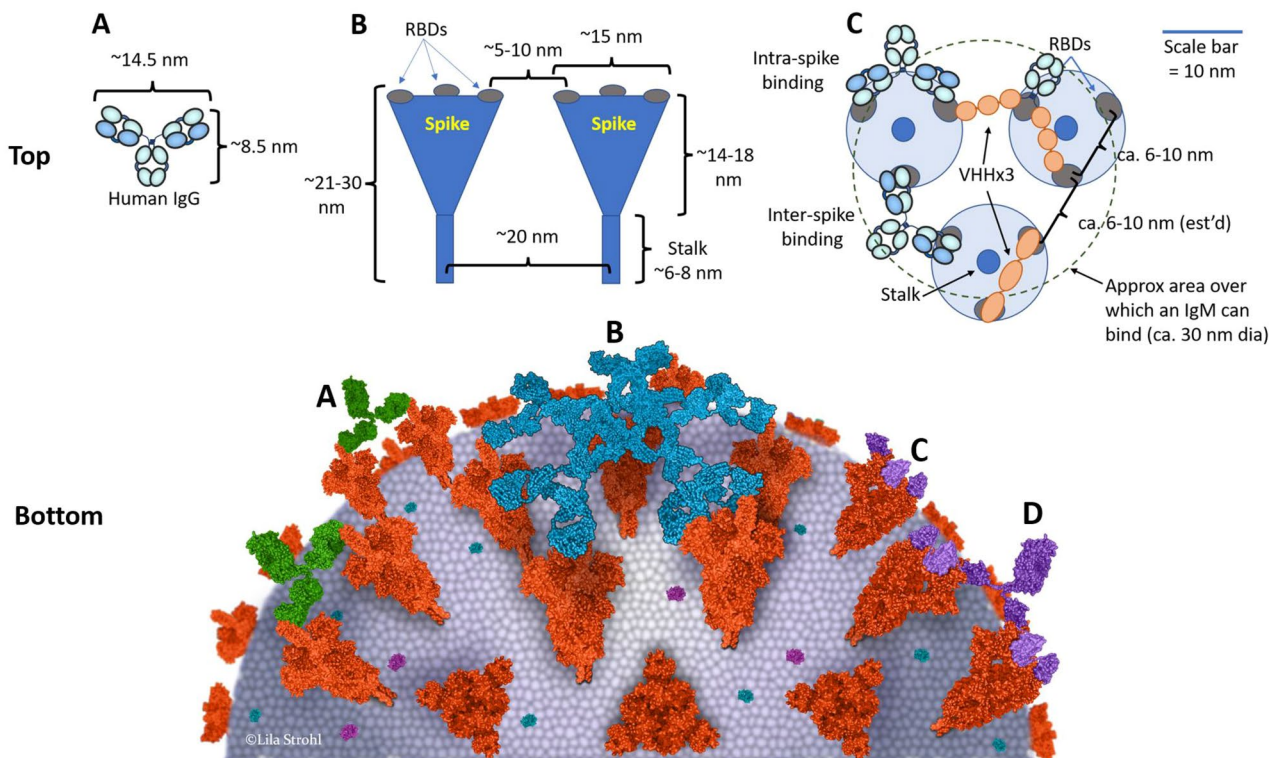 A
~14.5 nm
~8.5 nm
Human IgG
Top
B
RBDs
~5-10 nm
~15 nm
Spike
Spike
~21-30
nm
~14-18
nm
~20 nm
Stalk
~6-8 nm
C
Intra-spike
binding
RBDs
Scale bar
= 10 nm
ca. 6-10 nm
VHHx3
Inter-spike
binding
ca. 6-10 nm (est'd)
Stalk
Approx area over
which an IgM can
bind (ca. 30 nm dia)
Bottom
A
B
C
D
©Lila Strohl